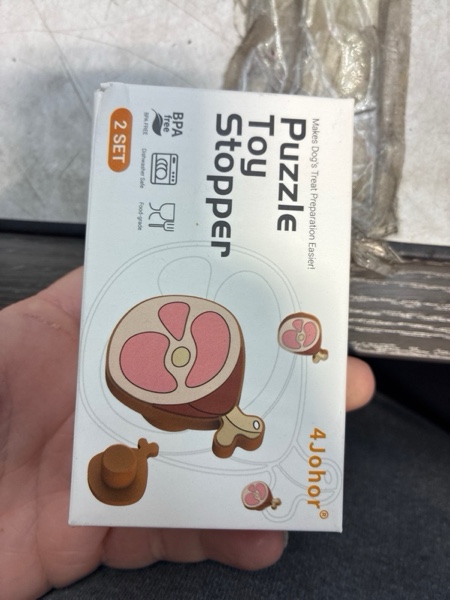 4Johor®
Makes Dog's Treat Preparation Easier!
Puzzle
Toy
Stopper
BPA
free
BPA FREE
Dishwasher Safe
Food-grade
2 SET